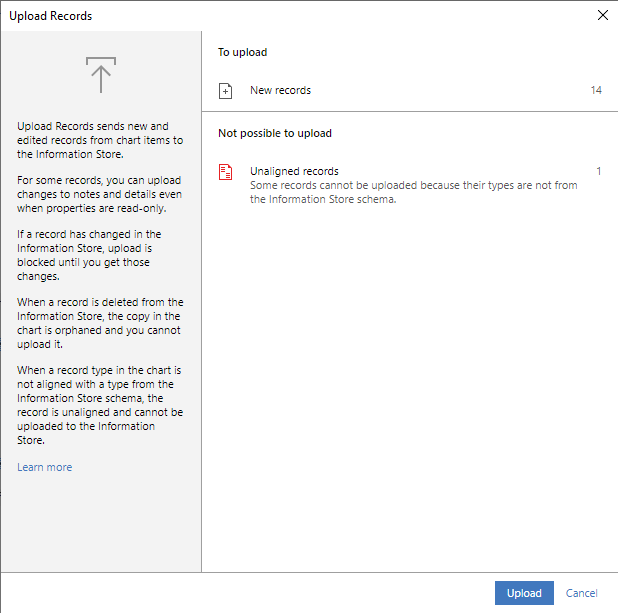 Upload Records
Upload Records sends new and
edited records from chart items to
the Information Store.
For some records, you can upload
changes to notes and details even
when properties are read-only.
If a record has changed in the
Information Store, upload is
blocked until you get those
changes.
When a record is deleted from the
Information Store, the copy in the
chart is orphaned and you cannot
upload it.
When a record type in the chart is
not aligned with a type from the
Information Store schema, the
record is unaligned and cannot be
uploaded to the Information
Store.
Learn more
To upload
New records 14
Not possible to upload
Unaligned records 1
Some records cannot be uploaded because their types are not from
the Information Store schema.
Upload Cancel